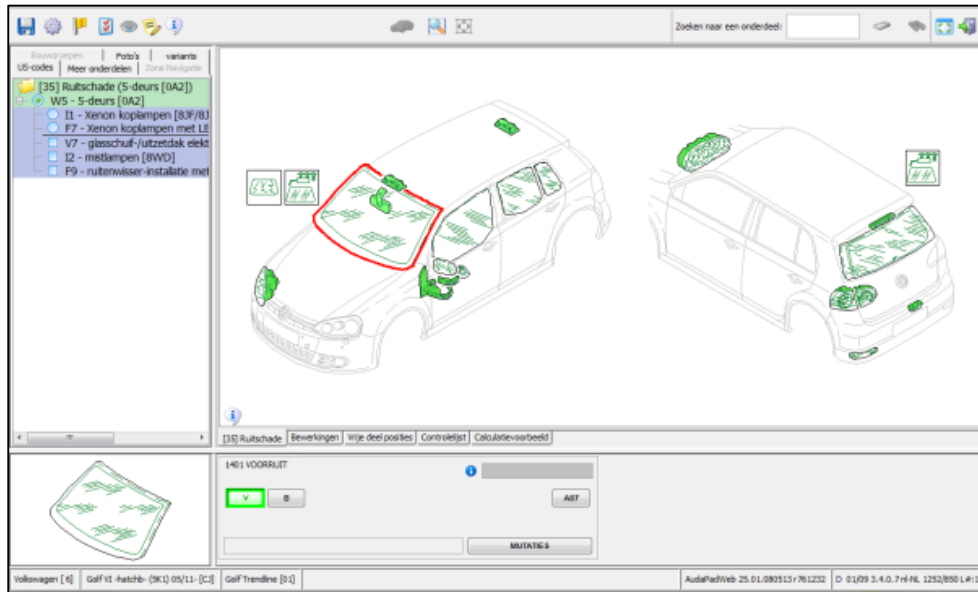 Zoeken naar een onderdeel:
Bouwgroepen
Foto's
variants
US-codes
Meer onderdelen
Zone Navigatie
[35] Ruitschade (5-deurs [0A2])
W5 - 5-deurs [0A2]
I1 - Xenon koplampen [8JF/8J
F7 - Xenon koplampen met LE
V7 - glasschuif-/uitzetdak elekt
I2 - mistlampen [8WD]
F9 - ruitenwisser-installatie met
[35] Ruitschade
Bewerkingen
Vrije deel posities
Controlelijst
Calculatievoorbeeld
1401 VOORRUIT
V
B
ABT
MUTATIES
Volkswagen [ 6]
Golf VI -hatchb- (5K1) 05/11- [CJ]
Golf Trendline [01]
AudaPadWeb 25.01.080513 r761232
D 01/09 3.4.0.7 nl-NL 1252/850 L#:1